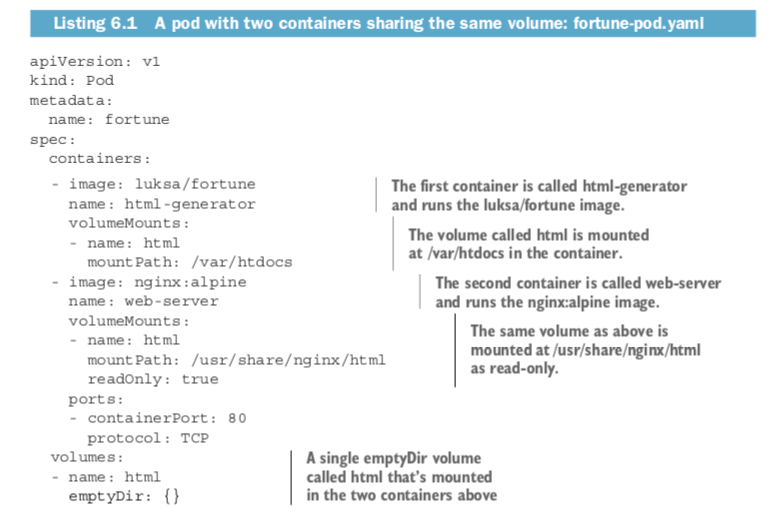 Listing 6.1 A pod with two containers sharing the same volume: fortune-pod.yaml
apiVersion: v1
kind: Pod
metadata:
  name: fortune
spec:
  containers:
  - image: luksa/fortune
    name: html-generator
    volumeMounts:
    - name: html
      mountPath: /var/htdocs
  - image: nginx:alpine
    name: web-server
    volumeMounts:
    - name: html
      mountPath: /usr/share/nginx/html
      readOnly: true
    ports:
    - containerPort: 80
      protocol: TCP
  volumes:
  - name: html
    emptyDir: {}
The first container is called html-generator
and runs the luksa/fortune image.
The volume called html is mounted
at /var/htdocs in the container.
The second container is called web-server
and runs the nginx:alpine image.
The same volume as above is
mounted at /usr/share/nginx/html
as read-only.
A single emptyDir volume
called html that's mounted
in the two containers above